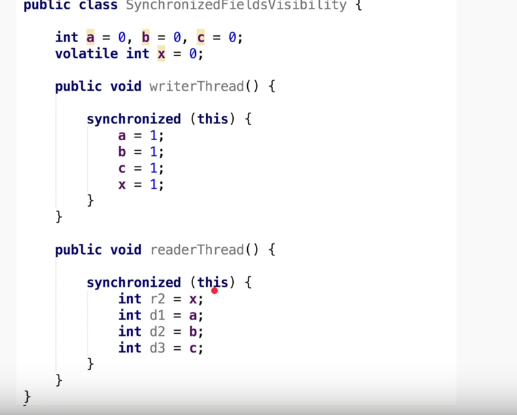 public class SynchronizedFieldsVisibility {
int a = 0, b = 0, c = 0;
volatile int x = 0;
public void writerThread() {
synchronized (this) {
a = 1;
b = 1;
c = 1;
x = 1;
}
}
public void readerThread() {
synchronized (this) {
int r2 = x;
int d1 = a;
int d2 = b;
int d3 = c;
}
}
}